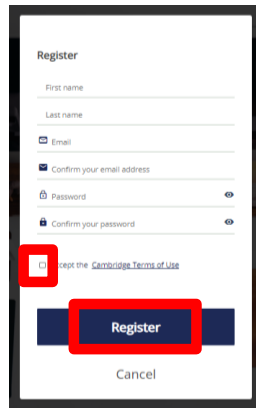 Register
First name
Last name
Email
Confirm your email address
Password
Confirm your password
accept the Cambridge Terms of Use
Register
Cancel